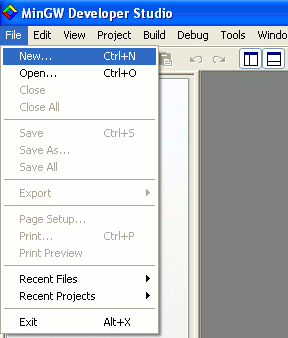 MinGW Developer Studio
File Edit View Project Build Debug Tools Windo
New... Ctrl+N
Open... Ctrl+O
Close
Close All
Save Ctrl+S
Save As...
Save All
Export
Page Setup...
Print... Ctrl+P
Print Preview
Recent Files
Recent Projects
Exit Alt+X